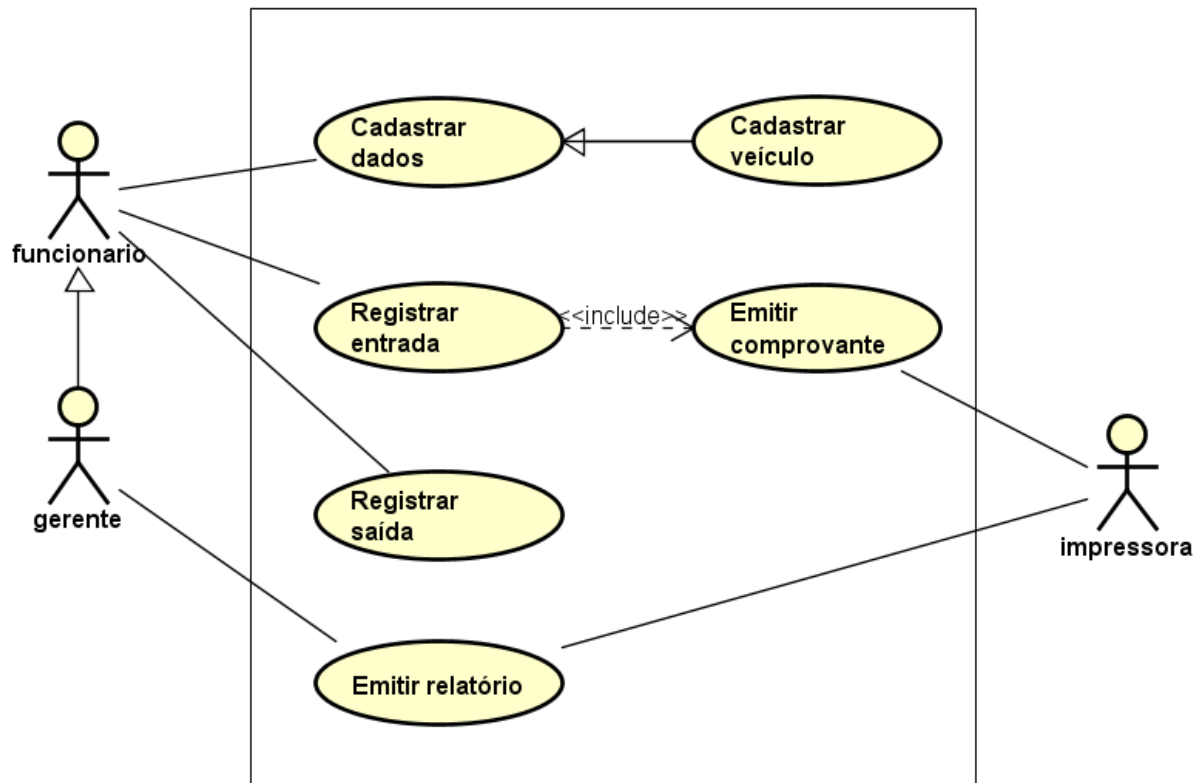 Cadastrar
dados
Cadastrar
veículo
funcionario
Registrar
entrada
<<include>>
Emitir
comprovante
gerente
Registrar
saída
impressora
Emitir relatório